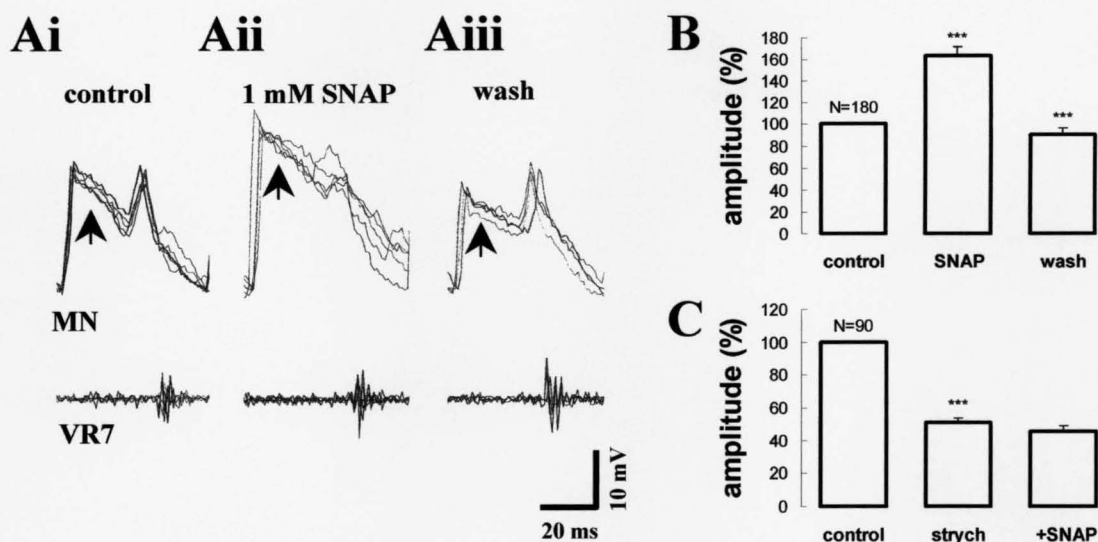 Ai
control
Aii
1 mM SNAP
Aiii
wash
MN
VR7
10 mV
20 ms
B
amplitude (%)
180
160
140
120
100
80
60
40
20
0
N=180
***
***
control SNAP wash
C
amplitude (%)
120
100
80
60
40
20
0
N=90
***
control strych +SNAP